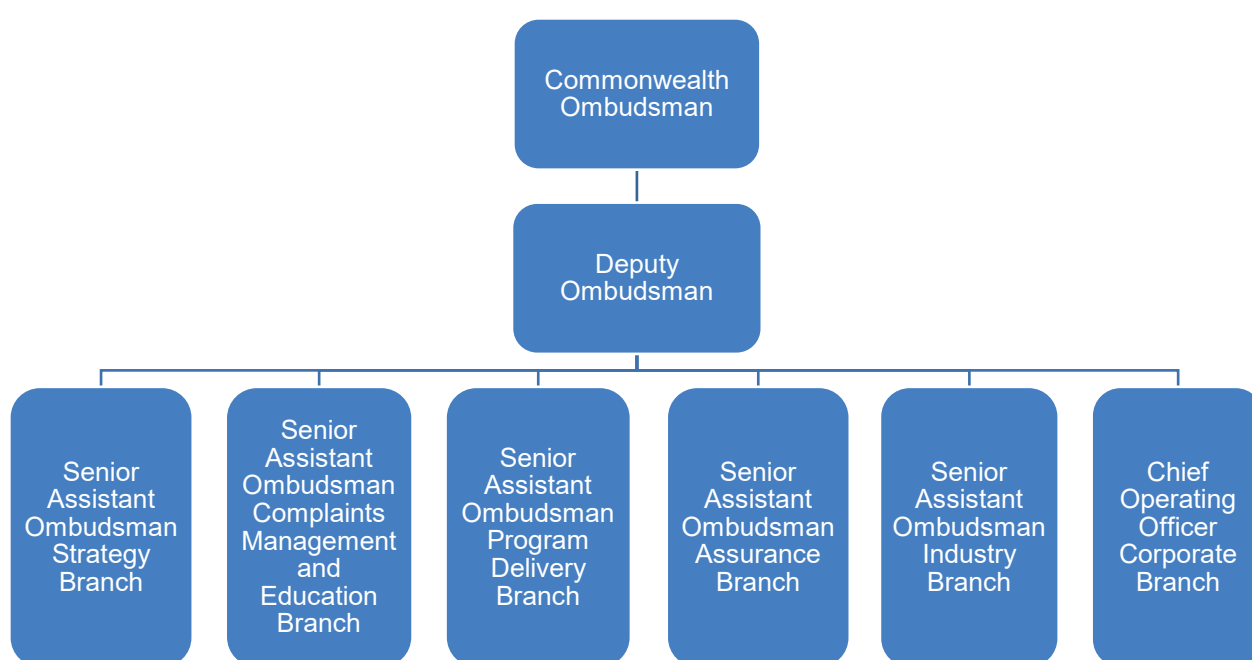 Commonwealth
Ombudsman
Deputy
Ombudsman
Senior
Assistant
Ombudsman
Strategy
Branch
Senior
Assistant
Ombudsman
Complaints
Management
and
Education
Branch
Senior
Assistant
Ombudsman
Program
Delivery
Branch
Senior
Assistant
Ombudsman
Assurance
Branch
Senior
Assistant
Ombudsman
Industry
Branch
Chief
Operating
Officer
Corporate
Branch